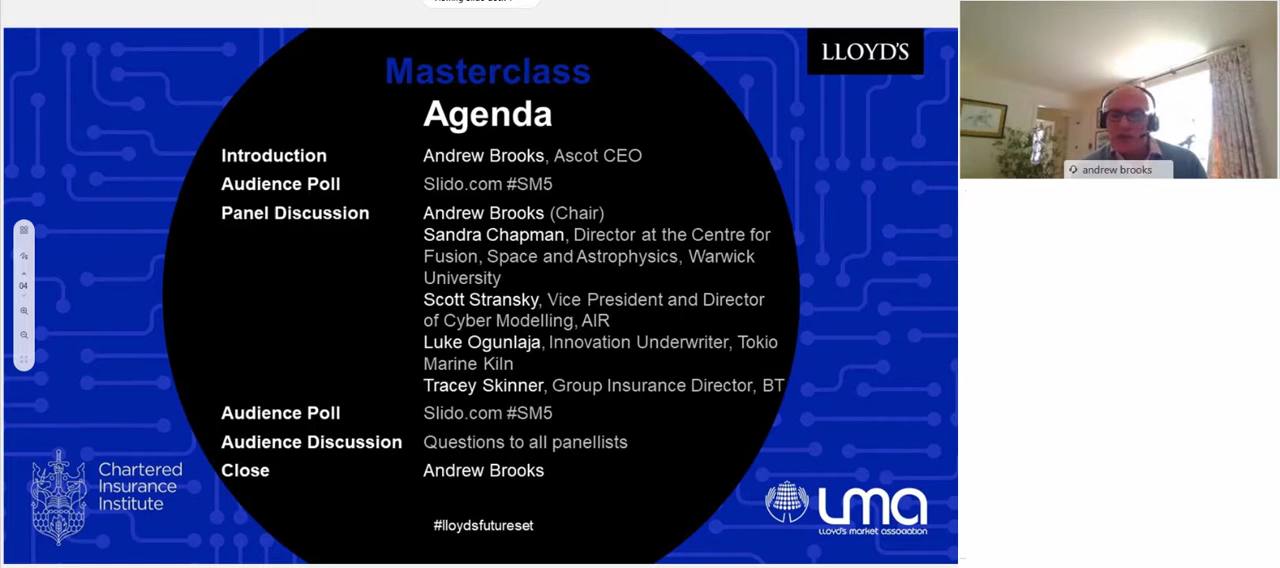 LLOYD'S
Masterclass
Agenda
Introduction Andrew Brooks, Ascot CEO
Audience Poll Slido.com #SM5
Panel Discussion Andrew Brooks (Chair)
Sandra Chapman, Director at the Centre for
Fusion, Space and Astrophysics, Warwick
University
Scott Stransky, Vice President and Director
of Cyber Modelling, AIR
Luke Ogunlaja, Innovation Underwriter, Tokio
Marine Kiln
Tracey Skinner, Group Insurance Director, BT
Audience Poll Slido.com #SM5
Audience Discussion Questions to all panellists
Close Andrew Brooks
#lloydsfutureset
Chartered
Insurance
Institute
lma
lloyd's market association
04
andrew brooks